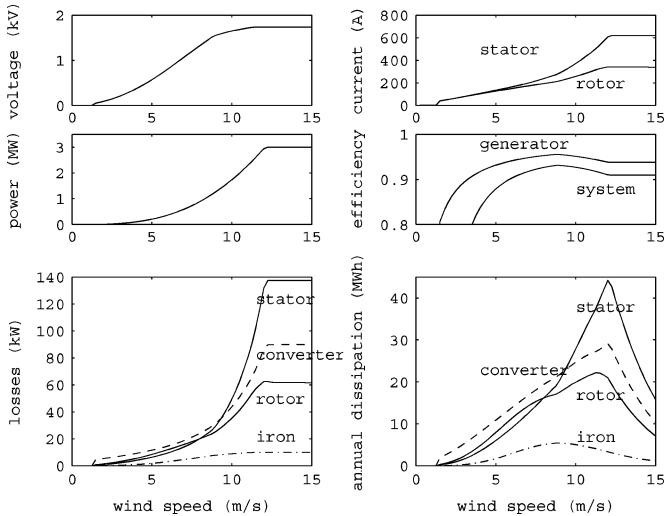 voltage (kV)
2
1
0
0 5 10 15
current (A)
800
600
400
200
0
stator
rotor
0 5 10 15
power (MW)
3
2
1
0
0 5 10 15
efficiency
1
0.9
0.8
generator
system
0 5 10 15
losses (kW)
140
120
100
80
60
40
20
0
stator
converter
rotor
iron
0 5 10 15
wind speed (m/s)
annual dissipation (MWh)
40
30
20
10
0
stator
converter
rotor
iron
0 5 10 15
wind speed (m/s)